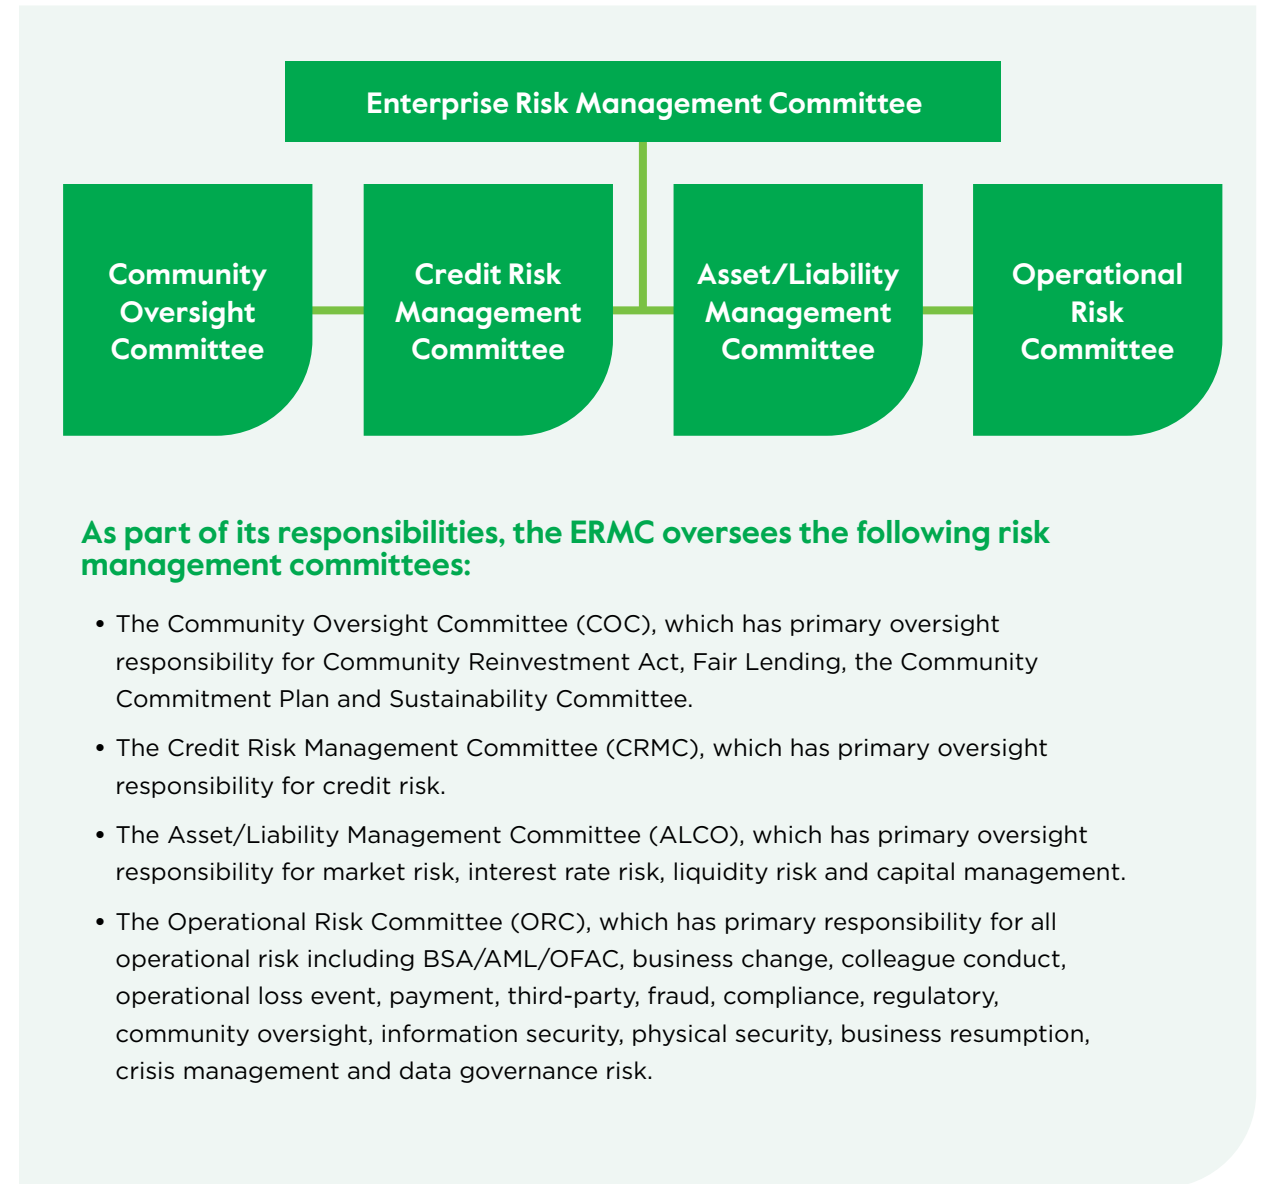 Enterprise Risk Management Committee
Community
Oversight
Committee
Credit Risk
Management
Committee
Asset/Liability
Management
Committee
Operational
Risk
Committee
As part of its responsibilities, the ERMC oversees the following risk
management committees:
• The Community Oversight Committee (COC), which has primary oversight
responsibility for Community Reinvestment Act, Fair Lending, the Community
Commitment Plan and Sustainability Committee.
• The Credit Risk Management Committee (CRMC), which has primary oversight
responsibility for credit risk.
• The Asset/Liability Management Committee (ALCO), which has primary oversight
responsibility for market risk, interest rate risk, liquidity risk and capital management.
• The Operational Risk Committee (ORC), which has primary responsibility for all
operational risk including BSA/AML/OFAC, business change, colleague conduct,
operational loss event, payment, third-party, fraud, compliance, regulatory,
community oversight, information security, physical security, business resumption,
crisis management and data governance risk.